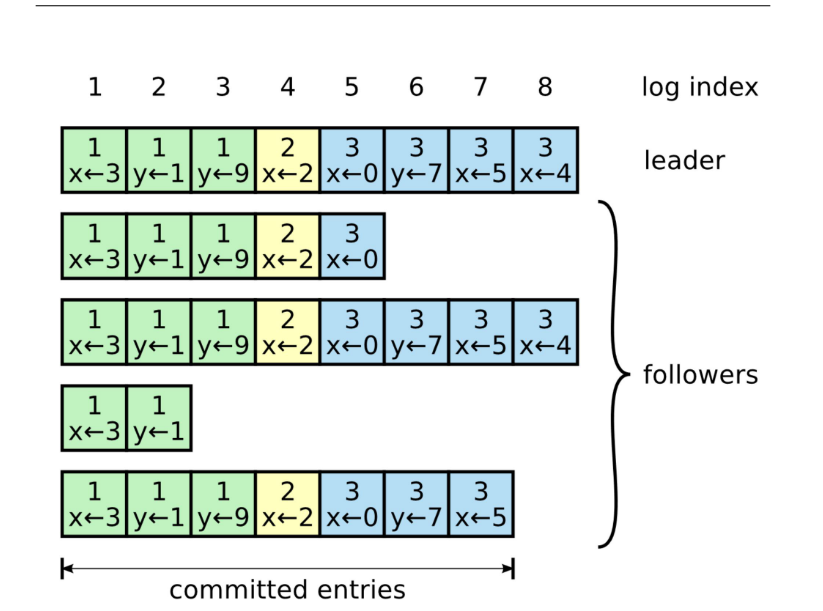 1 2 3 4 5 6 7 8 log index
1 1 1 2 3 3 3 3
x←3 y←1 y←9 x←2 x←0 y←7 x←5 x←4
leader
1 1 1 2 3
x←3 y←1 y←9 x←2 x←0
1 1 1 2 3 3 3 3
x←3 y←1 y←9 x←2 x←0 y←7 x←5 x←4
followers
1 1
x←3 y←1
1 1 1 2 3 3 3
x←3 y←1 y←9 x←2 x←0 y←7 x←5
committed entries